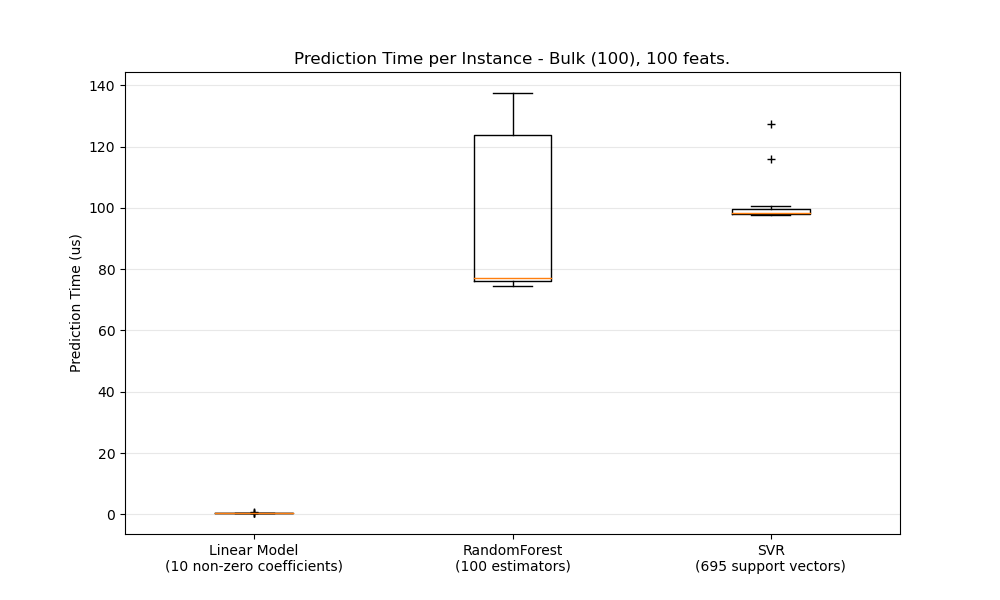 Prediction Time per Instance - Bulk (100), 100 feats.
140
120
100
80
60
40
20
0
Prediction Time (us)
Linear Model
(10 non-zero coefficients)
RandomForest
(100 estimators)
SVR
(695 support vectors)